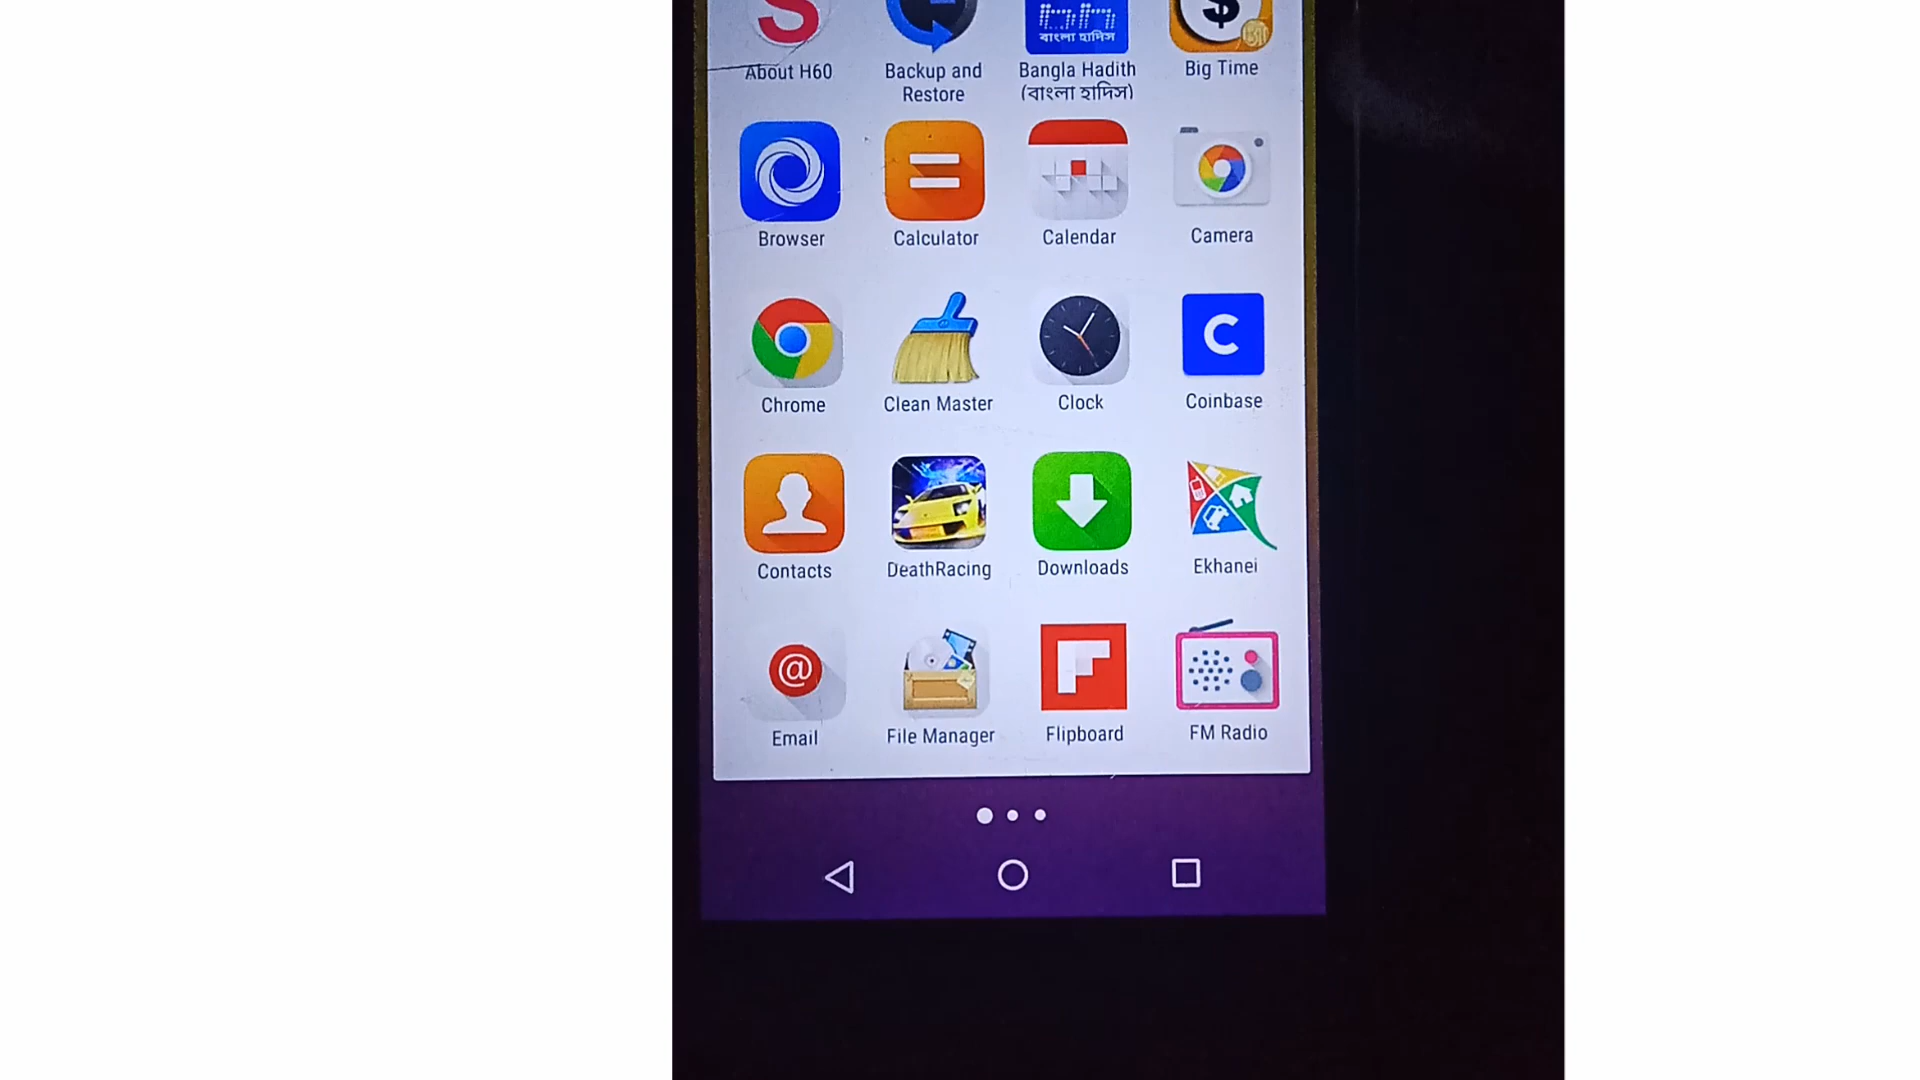 About H60
Backup and
Restore
বাংলা হাদিস
Bangla Hadith
(বাংলা হাদিস)
Big Time
Browser
Calculator
Calendar
Camera
Chrome
Clean Master
Clock
Coinbase
Contacts
DeathRacing
Downloads
Ekhanei
Email
File Manager
Flipboard
FM Radio